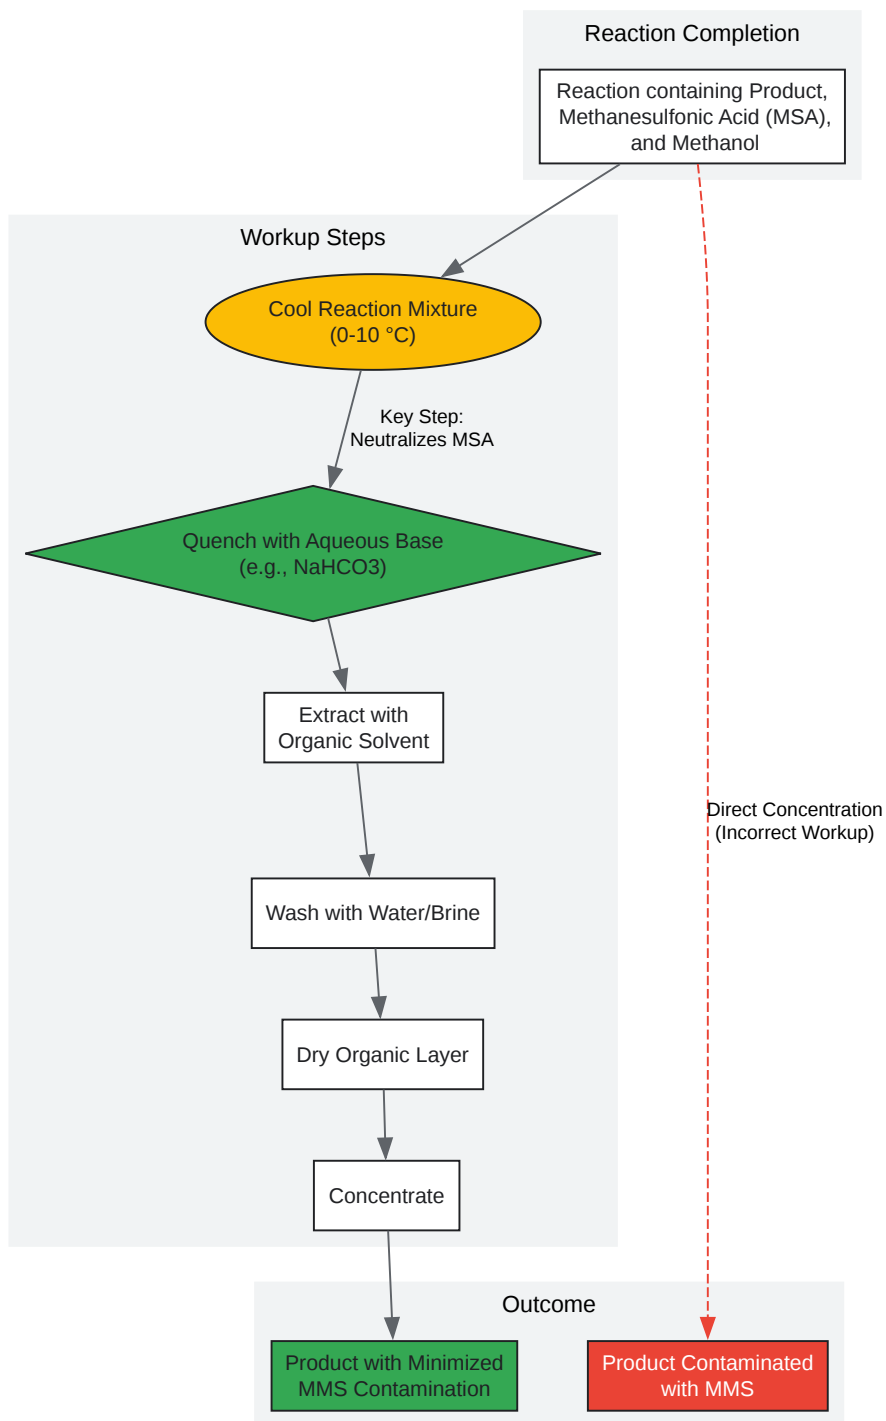 Reaction Completion
Reaction containing Product,
Methanesulfonic Acid (MSA),
and Methanol
Workup Steps
Cool Reaction Mixture
(0-10 °C)
Key Step:
Neutralizes MSA
Quench with Aqueous Base
(e.g., NaHCO3)
Extract with
Organic Solvent
Direct Concentration
(Incorrect Workup)
Wash with Water/Brine
Dry Organic Layer
Concentrate
Outcome
Product with Minimized
MMS Contamination
Product Contaminated
with MMS